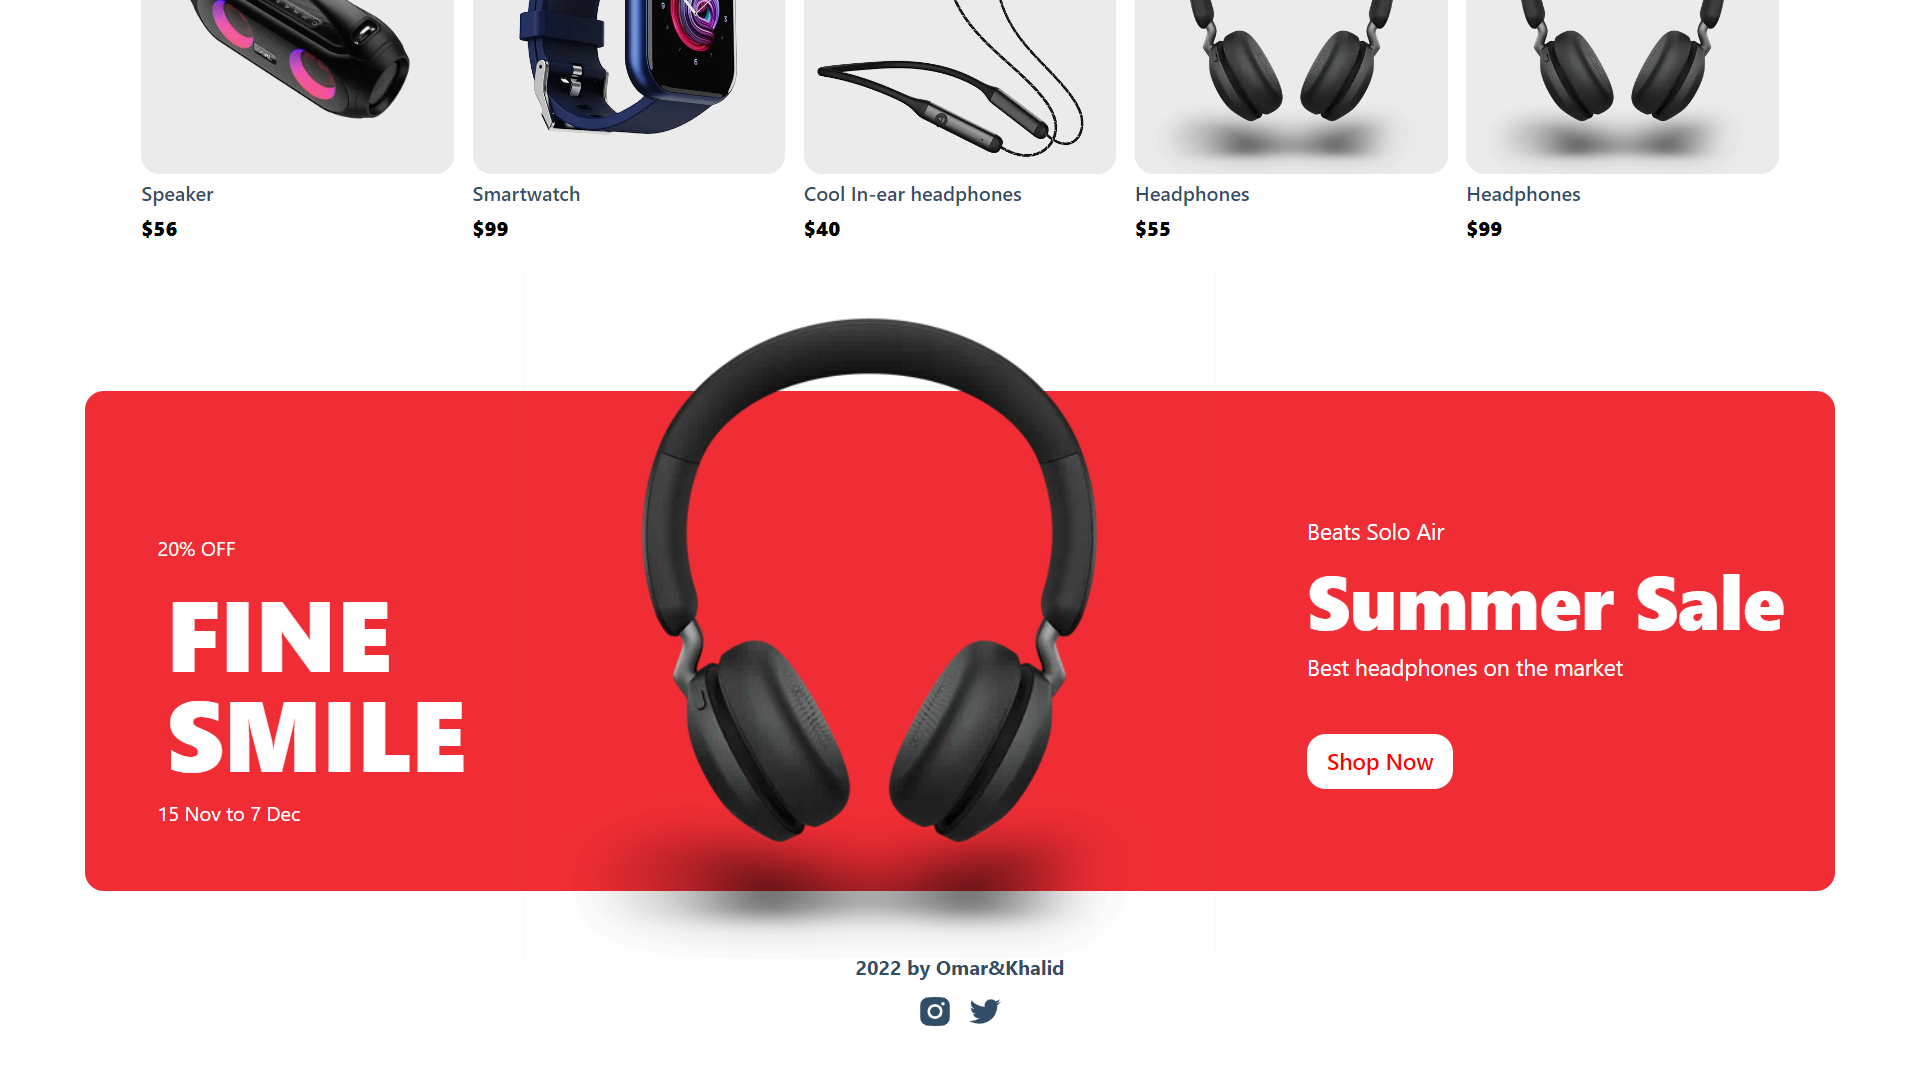 Speaker
$56
Smartwatch
$99
Cool In-ear headphones
$40
Headphones
$55
Headphones
$99
20% OFF
FINE
SMILE
15 Nov to 7 Dec
Beats Solo Air
Summer Sale
Best headphones on the market
Shop Now
2022 by Omar&Khalid